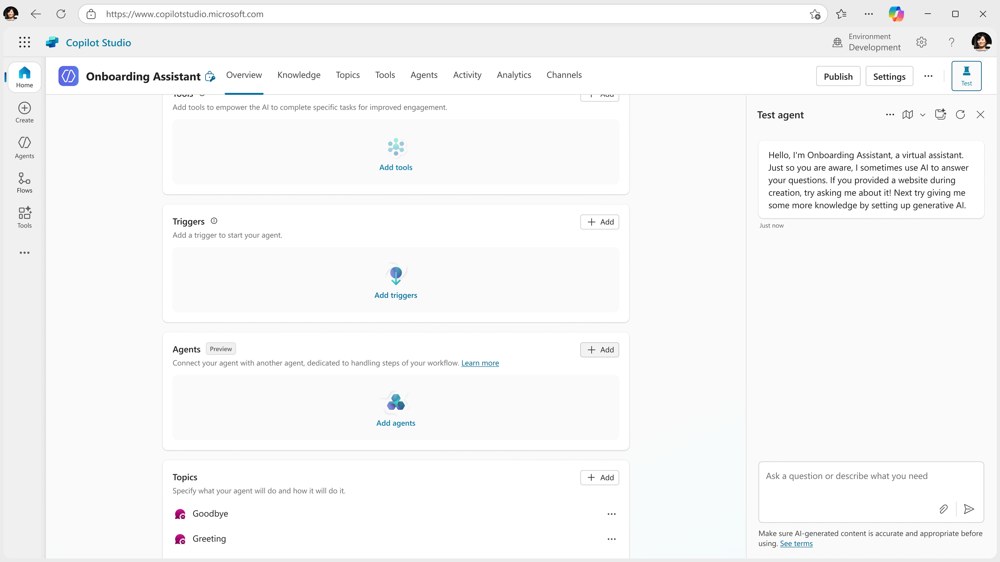 https://www.copilotstudio.microsoft.com
Copilot Studio
Environment
Development
Home
Create
Agents
Flows
Tools
Onboarding Assistant
Overview
Knowledge
Topics
Tools
Agents
Activity
Analytics
Channels
Publish
Settings
Test
Tools
Add
Add tools to empower the AI to complete specific tasks for improved engagement.
Add tools
Triggers
Add
Add a trigger to start your agent.
Add triggers
Agents
Preview
Add
Connect your agent with another agent, dedicated to handling steps of your workflow. Learn more
Add agents
Topics
Add
Specify what your agent will do and how it will do it.
Goodbye
Greeting
Test agent
Hello, I'm Onboarding Assistant, a virtual assistant.
Just so you are aware, I sometimes use AI to answer
your questions. If you provided a website during
creation, try asking me about it! Next try giving me
some more knowledge by setting up generative AI.
Just now
Ask a question or describe what you need
Make sure AI-generated content is accurate and appropriate before
using. See terms